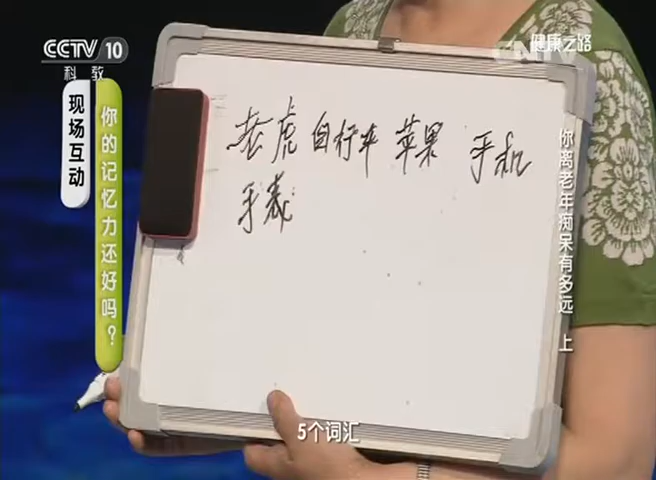 CCTV 10
科教
健康之路
现场互动
你的记忆力还好吗？
老虎 自行车 苹果 手机
手表
你离老年痴呆有多远 上
5个词汇